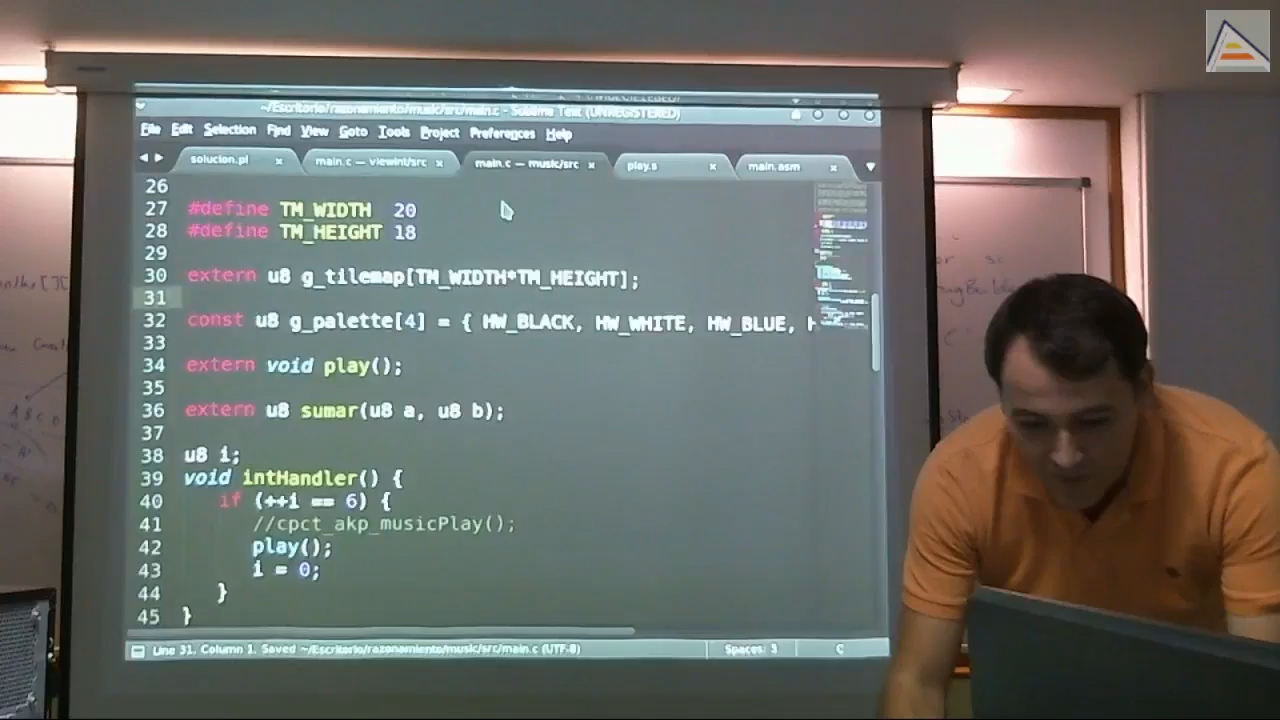 ~/Escritorio/razonamiento/music/src/main.c - Sublime Text (UNREGISTERED)
File Edit Selection Find View Goto Tools Project Preferences Help
solucion.pl × main.c — viewint/src × main.c — music/src × play.s × main.asm ×
26
27 #define TM_WIDTH 20
28 #define TM_HEIGHT 18
29
30 extern u8 g_tilemap[TM_WIDTH*TM_HEIGHT];
31
32 const u8 g_palette[4] = { HW_BLACK, HW_WHITE, HW_BLUE, H
33
34 extern void play();
35
36 extern u8 sumar(u8 a, u8 b);
37
38 u8 i;
39 void intHandler() {
40 if (++i == 6) {
41 //cpct_akp_musicPlay();
42 play();
43 i = 0;
44 }
45 }
Line 31, Column 1. Saved ~/Escritorio/razonamiento/music/src/main.c (UTF-8) Spaces: 3 C